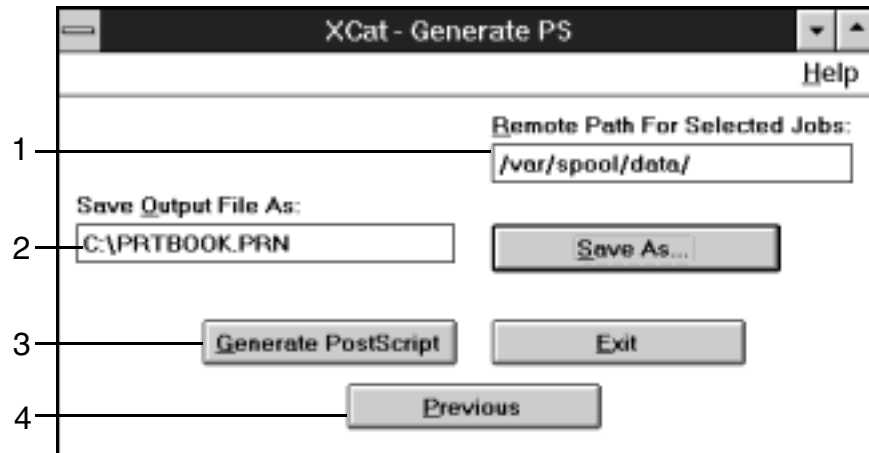 XCat - Generate PS
Help
Remote Path For Selected Jobs:
1
/var/spool/data/
Save Output File As:
2
C:\PRTBOOK.PRN
Save As...
3
Generate PostScript
Exit
4
Previous